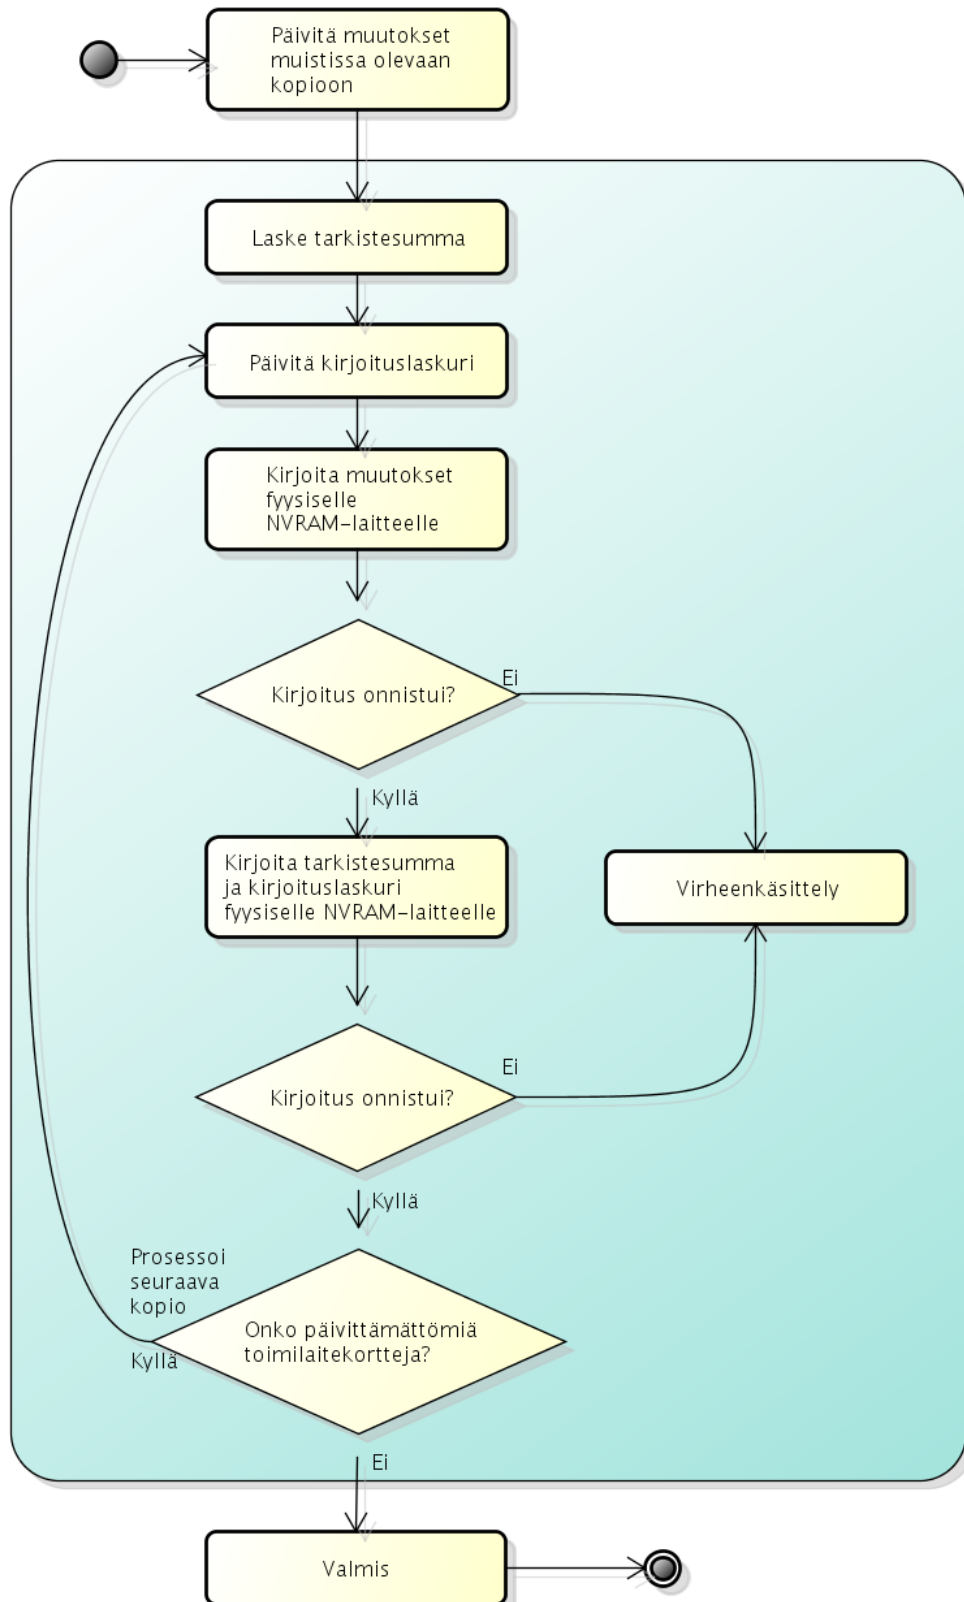 Päivitä muutokset
muistissa olevaan
kopioon
Laske tarkistesumma
Päivitä kirjoituslaskuri
Kirjoita muutokset
fyysiselle
NVRAM-laitteelle
Kirjoitus onnistui?
Ei
Kyllä
Kirjoita tarkistesumma
ja kirjoituslaskuri
fyysiselle NVRAM-laitteelle
Virheenkäsittely
Kirjoitus onnistui?
Ei
Kyllä
Prosessoi
seuraava
kopio
Kyllä
Onko päivittämättömiä
toimilaitekortteja?
Ei
Valmis